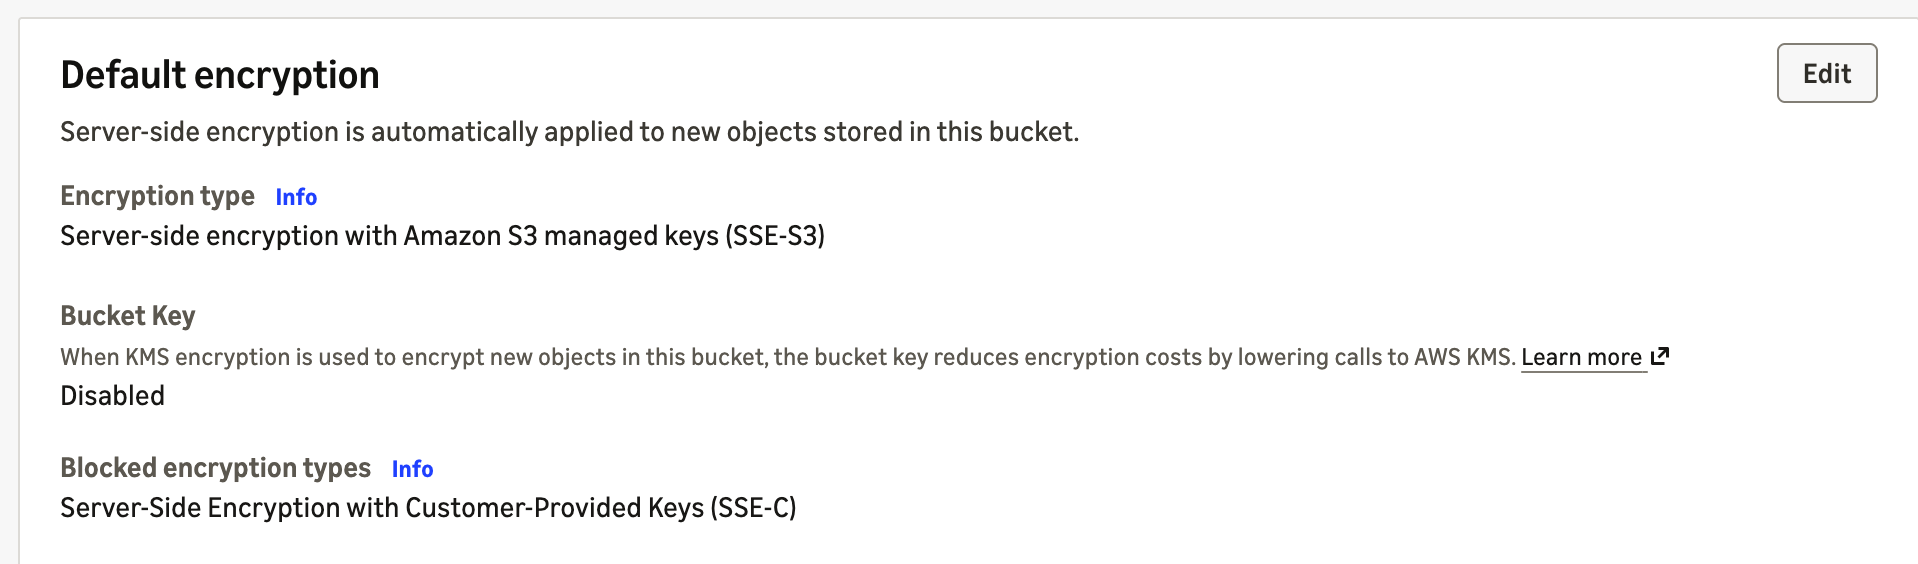 Default encryption
Edit
Server-side encryption is automatically applied to new objects stored in this bucket.
Encryption type Info
Server-side encryption with Amazon S3 managed keys (SSE-S3)
Bucket Key
When KMS encryption is used to encrypt new objects in this bucket, the bucket key reduces encryption costs by lowering calls to AWS KMS. Learn more
Disabled
Blocked encryption types Info
Server-Side Encryption with Customer-Provided Keys (SSE-C)